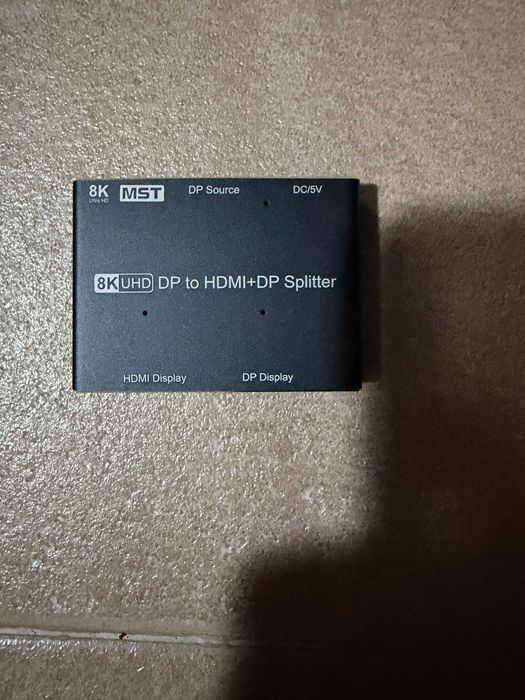 8K MST DP Source DC/5V
Ultra HD
8K UHD DP to HDMI+DP Splitter
HDMI Display DP Display